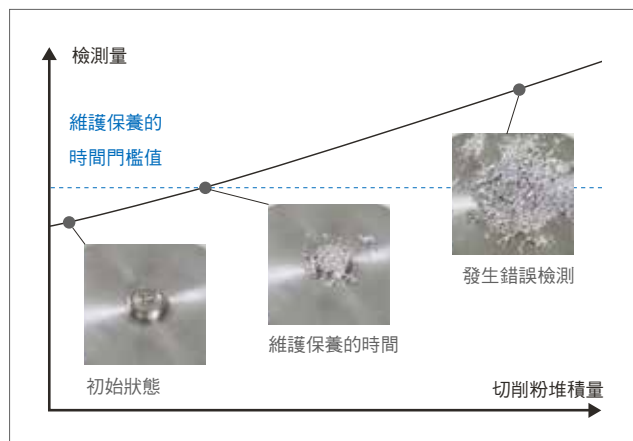 檢測量
維護保養的
時間門檻值
發生錯誤檢測
維護保養的時間
初始狀態
切削粉堆積量